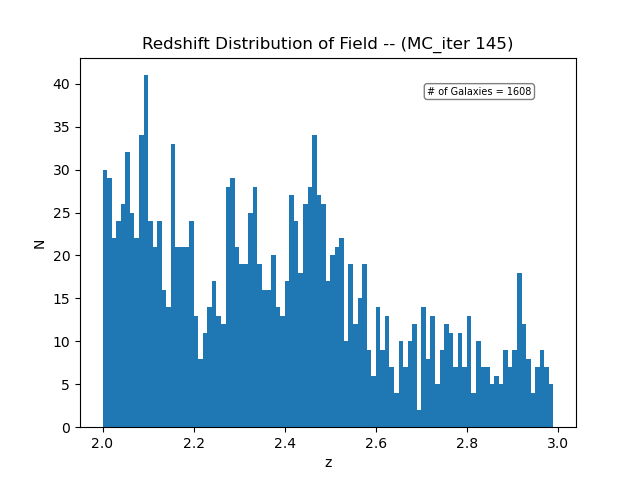 Redshift Distribution of Field -- (MC_iter 145)
# of Galaxies = 1608
40
35
30
25
20
15
10
5
0
N
2.0 2.2 2.4 2.6 2.8 3.0
z